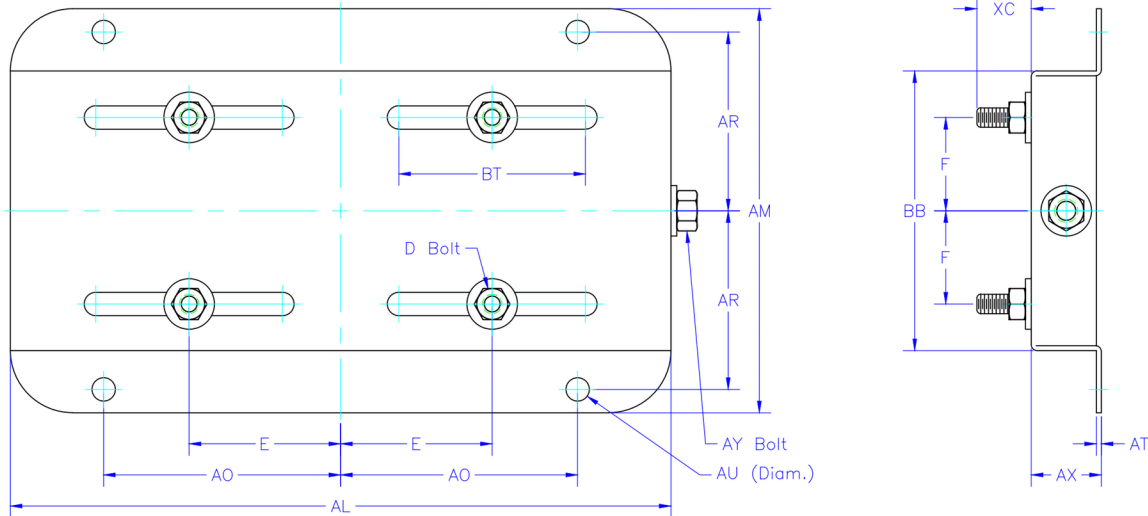 XC
AR
F
BT
AM
BB
D Bolt
F
AR
E
E
AY Bolt
AT
AO
AO
AU (Diam.)
AX
AL